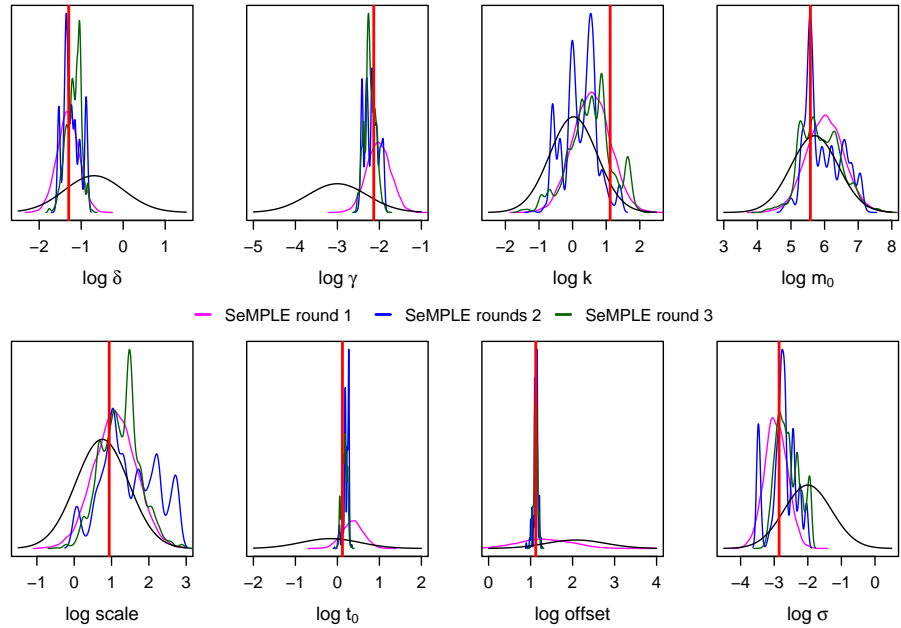 −2 −1 0 1
log δ
−5 −4 −3 −2 −1
log γ
−2 −1 0 1 2
log k
3 4 5 6 7 8
log m₀
SeMPLE round 1 SeMPLE rounds 2 SeMPLE round 3
−1 0 1 2 3
log scale
−2 −1 0 1 2
log t₀
0 1 2 3 4
log offset
−4 −3 −2 −1 0
log σ